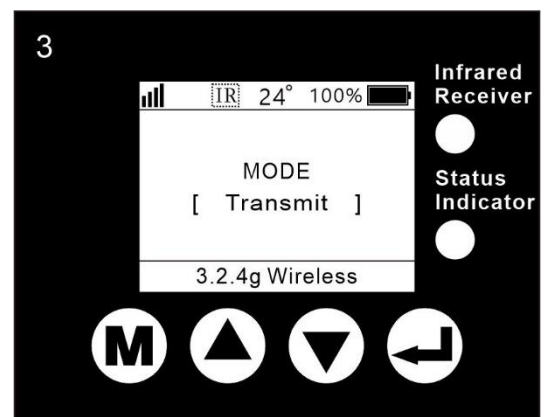 3
Infrared
Receiver
IR 24° 100%
MODE
[ Transmit ]
Status
Indicator
3.2.4g Wireless
M